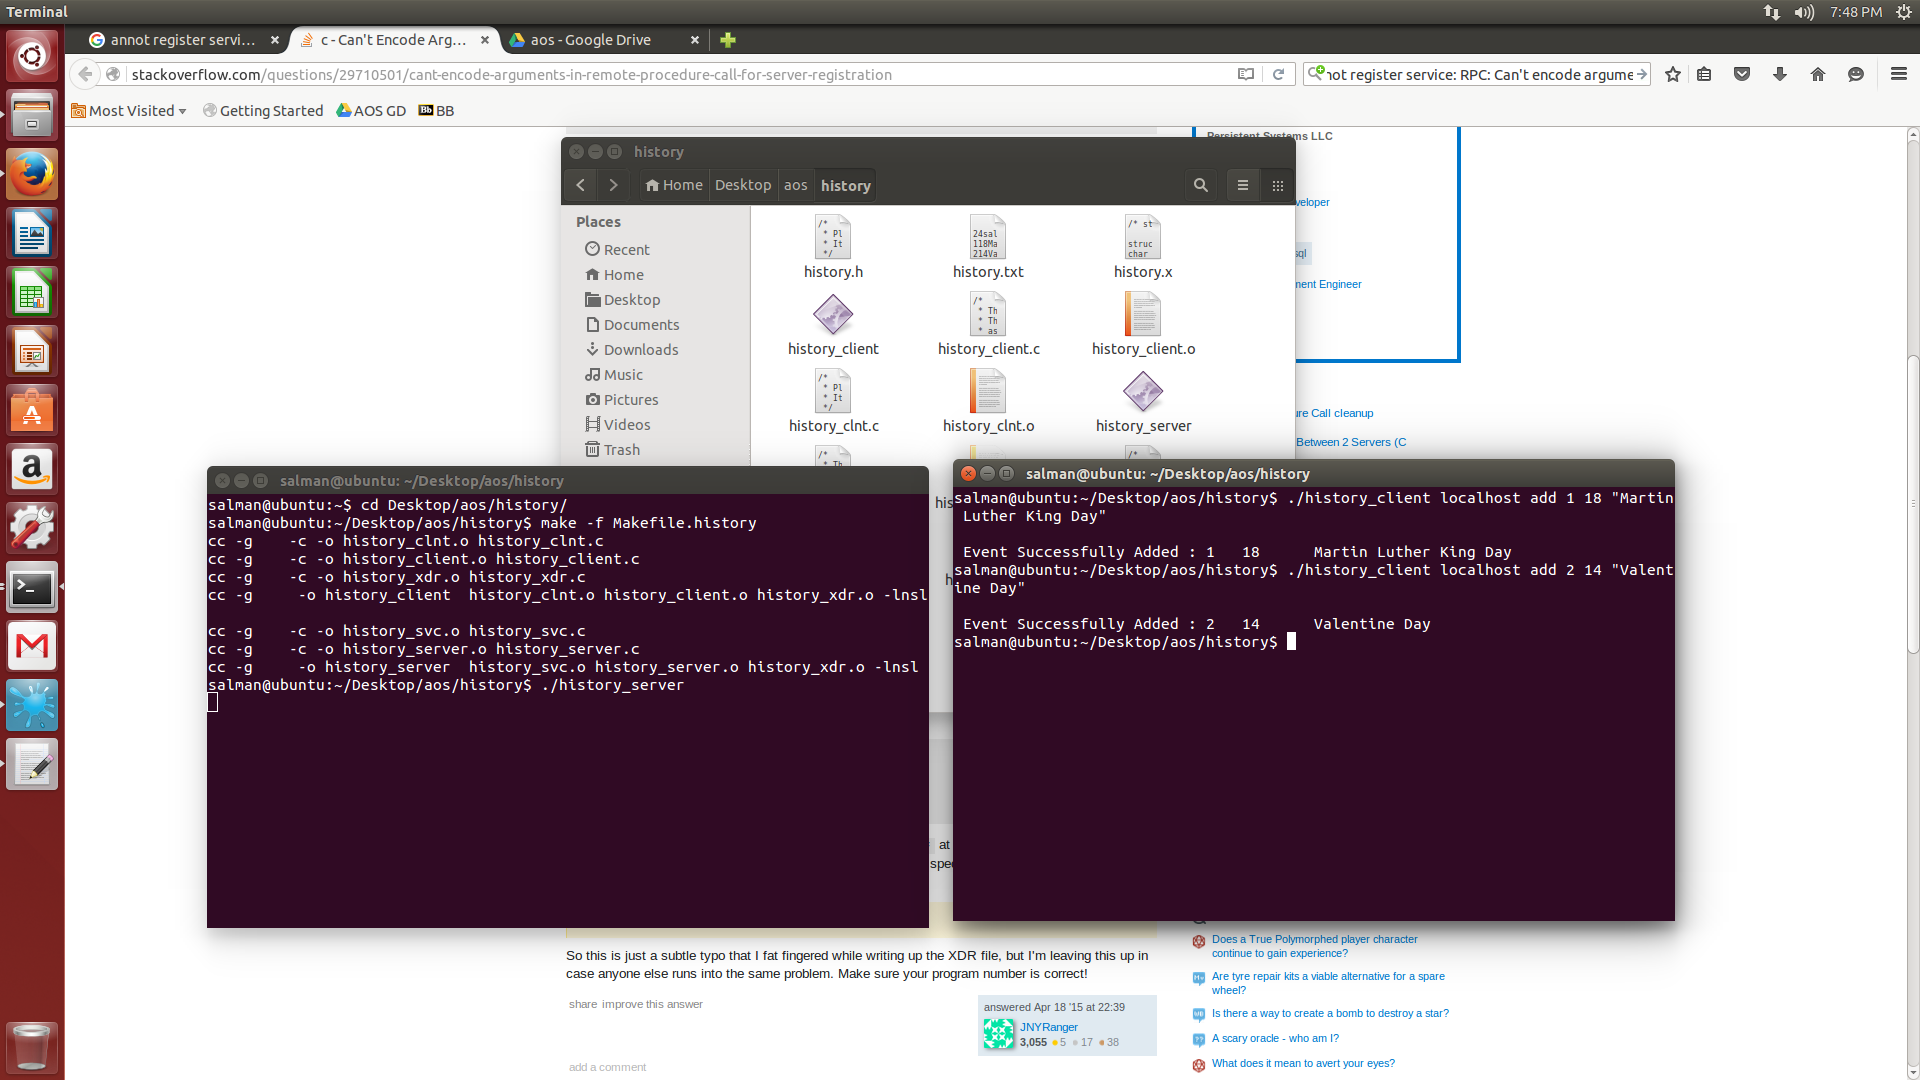 Terminal
7:48 PM
annot register servi...
c - Can't Encode Arg...
aos - Google Drive
stackoverflow.com/questions/29710501/cant-encode-arguments-in-remote-procedure-call-for-server-registration
not register service: RPC: Can't encode argume
Most Visited
Getting Started
AOS GD
Bb BB
Persistent Systems LLC
veloper
sql
ment Engineer
ure Call cleanup
Between 2 Servers (C
history
Home
Desktop
aos
history
Places
Recent
Home
Desktop
Documents
Downloads
Music
Pictures
Videos
Trash
history.h
history.txt
history.x
history_client
history_client.c
history_client.o
history_clnt.c
history_clnt.o
history_server
salman@ubuntu: ~/Desktop/aos/history
salman@ubuntu:~$ cd Desktop/aos/history/
salman@ubuntu:~/Desktop/aos/history$ make -f Makefile.history
cc -g    -c -o history_clnt.o history_clnt.c
cc -g    -c -o history_client.o history_client.c
cc -g    -c -o history_xdr.o history_xdr.c
cc -g     -o history_client  history_clnt.o history_client.o history_xdr.o -lnsl
cc -g    -c -o history_svc.o history_svc.c
cc -g    -c -o history_server.o history_server.c
cc -g     -o history_server  history_svc.o history_server.o history_xdr.o -lnsl
salman@ubuntu:~/Desktop/aos/history$ ./history_server
salman@ubuntu: ~/Desktop/aos/history
salman@ubuntu:~/Desktop/aos/history$ ./history_client localhost add 1 18 "Martin
 Luther King Day"
 Event Successfully Added : 1   18      Martin Luther King Day
salman@ubuntu:~/Desktop/aos/history$ ./history_client localhost add 2 14 "Valent
ine Day"
 Event Successfully Added : 2   14      Valentine Day
salman@ubuntu:~/Desktop/aos/history$
at
spec
So this is just a subtle typo that I fat fingered while writing up the XDR file, but I'm leaving this up in
case anyone else runs into the same problem. Make sure your program number is correct!
share improve this answer
answered Apr 18 '15 at 22:39
JNYRanger
3,055 5 17 38
add a comment
Does a True Polymorphed player character
continue to gain experience?
Are tyre repair kits a viable alternative for a spare
wheel?
Is there a way to create a bomb to destroy a star?
A scary oracle - who am I?
What does it mean to avert your eyes?